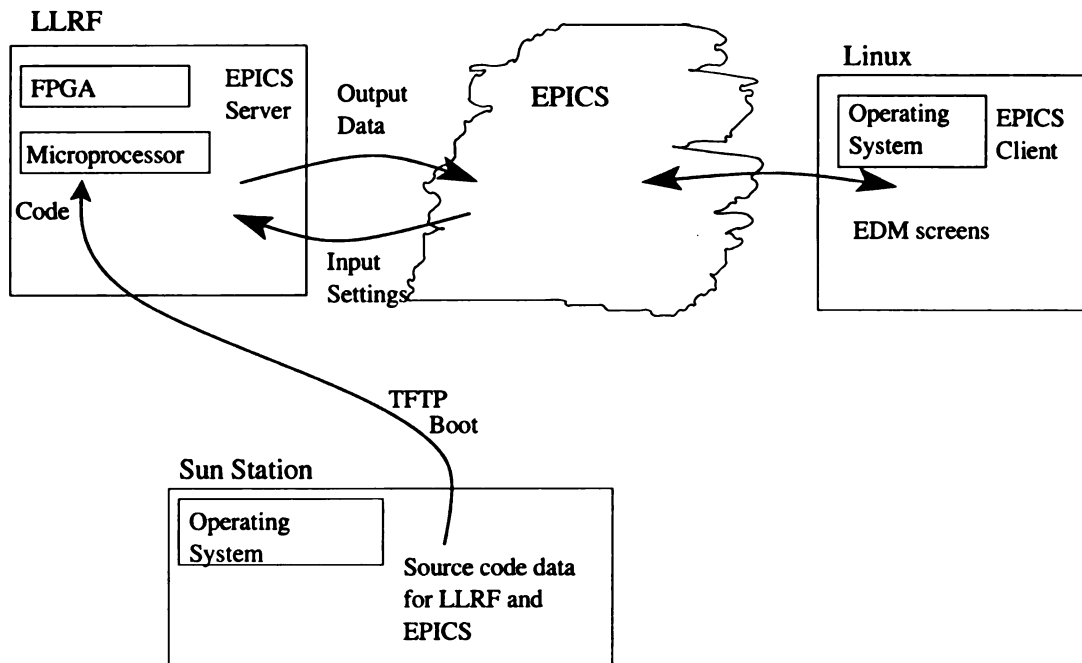 LLRF
FPGA
EPICS
Server
Microprocessor
Code
Output
Data
Input
Settings
EPICS
Linux
Operating
System
EPICS
Client
EDM screens
TFTP
Boot
Sun Station
Operating
System
Source code data
for LLRF and
EPICS